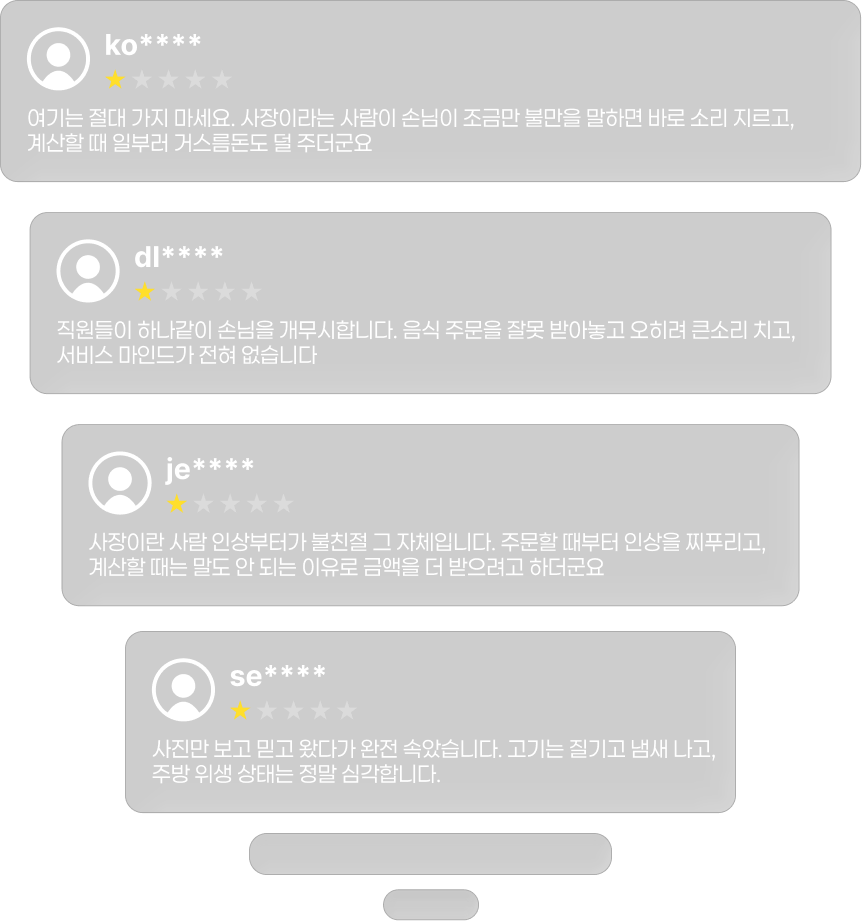 ko****
여기는 절대 가지 마세요. 사장이라는 사람이 손님이 조금만 불만을 말하면 바로 소리 지르고,
계산할 때 일부러 거스름돈도 덜 주더군요
dl****
직원들이 하나같이 손님을 개무시합니다. 음식 주문을 잘못 받아놓고 오히려 큰소리 치고,
서비스 마인드가 전혀 없습니다
je****
사장이란 사람 인상부터가 불친절 그 자체입니다. 주문할 때부터 인상을 찌푸리고,
계산할 때는 말도 안 되는 이유로 금액을 더 받으려고 하더군요
se****
사진만 보고 믿고 왔다가 완전 속았습니다. 고기는 질기고 냄새 나고,
주방 위생 상태는 정말 심각합니다.